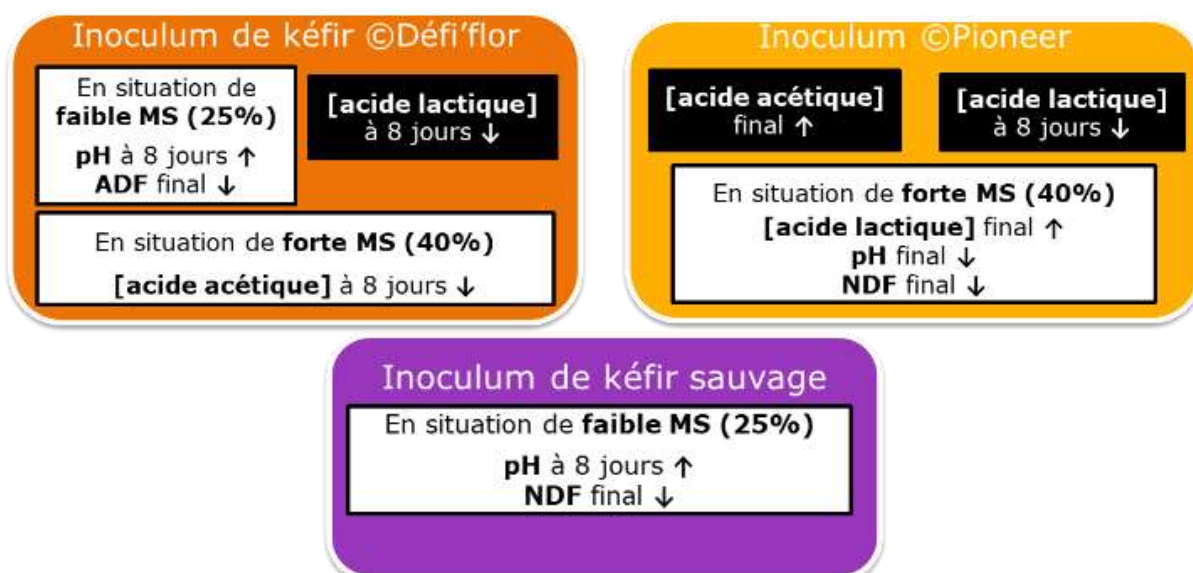 Inoculum de kéfir ©Défi’flor
En situation de
faible MS (25%)
pH à 8 jours ↑
ADF final ↓
[acide lactique]
à 8 jours ↓
En situation de forte MS (40%)
[acide acétique] à 8 jours ↓
Inoculum ©Pioneer
[acide acétique]
final ↑
[acide lactique]
à 8 jours ↓
En situation de forte MS (40%)
[acide lactique] final ↑
pH final ↓
NDF final ↓
Inoculum de kéfir sauvage
En situation de faible MS (25%)
pH à 8 jours ↑
NDF final ↓